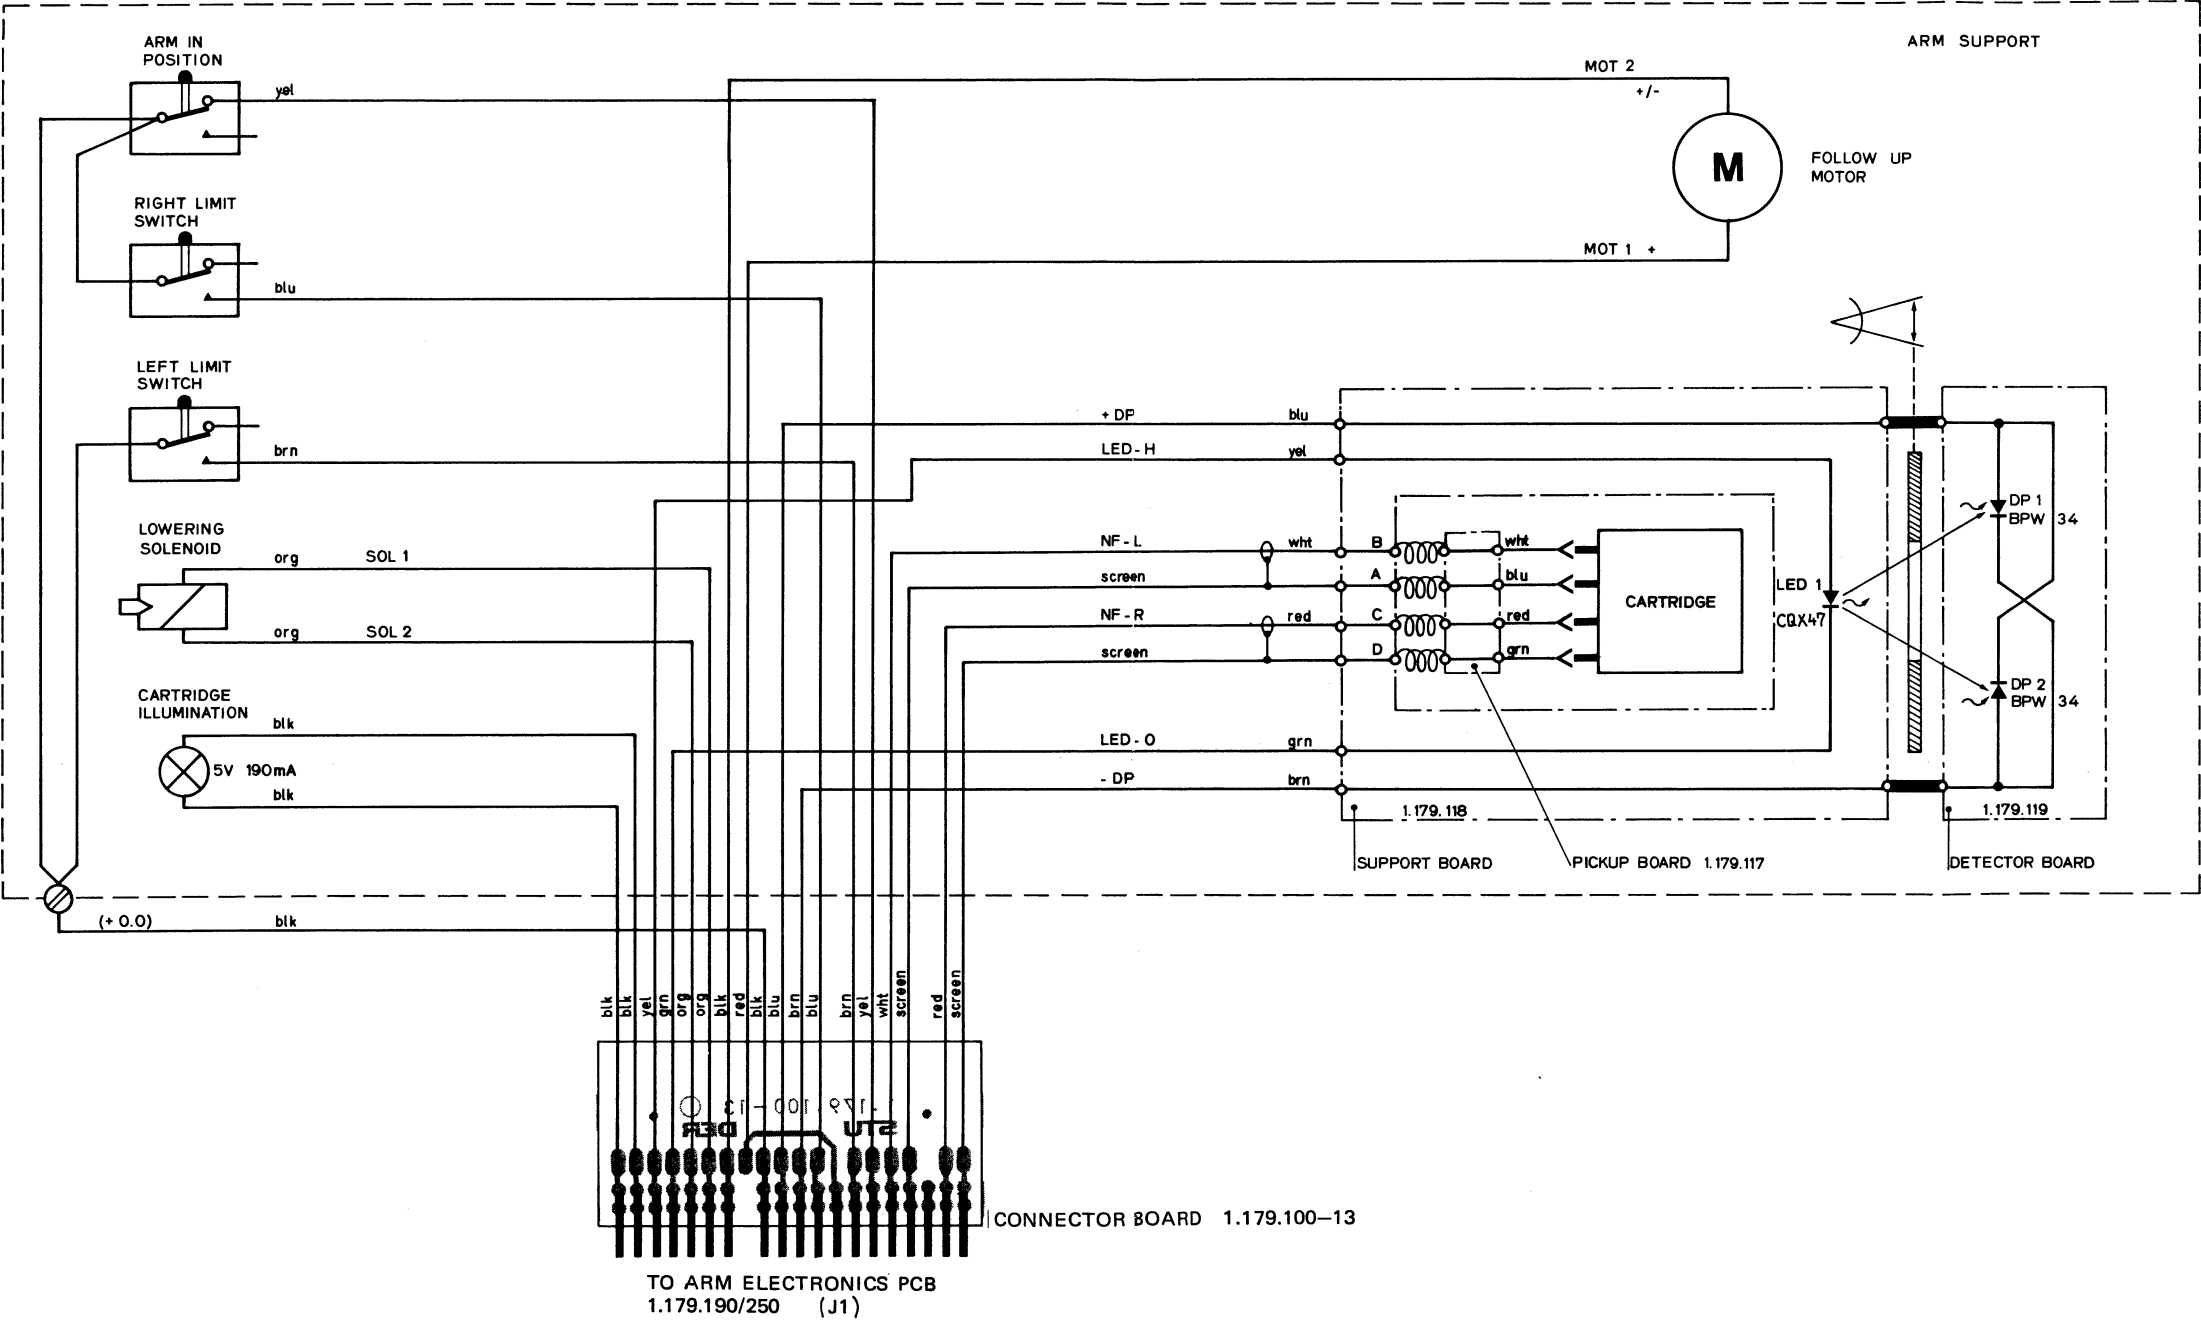 ARM IN
POSITION
yel
RIGHT LIMIT
SWITCH
blu
LEFT LIMIT
SWITCH
brn
LOWERING
SOLENOID
org SOL 1
org SOL 2
CARTRIDGE
ILLUMINATION
blk
5V 190mA
blk
(+ 0.0) blk
ARM SUPPORT
MOT 2
+/-
M
FOLLOW UP
MOTOR
MOT 1 +
+ DP blu
LED - H yel
NF - L wht B wht
screen A blu
NF - R red C red
screen D grn
CARTRIDGE
LED 1
CQX47
DP 1
BPW 34
DP 2
BPW 34
LED - O grn
- DP brn
1.179.118
1.179.119
SUPPORT BOARD
PICKUP BOARD 1.179.117
DETECTOR BOARD
blk
blk
yel
grn
org
org
blk
red
blk
blu
brn
blu
brn
yel
wht
screen
red
screen
1.179.100-13
CONNECTOR BOARD 1.179.100–13
TO ARM ELECTRONICS PCB
1.179.190/250 (J1)